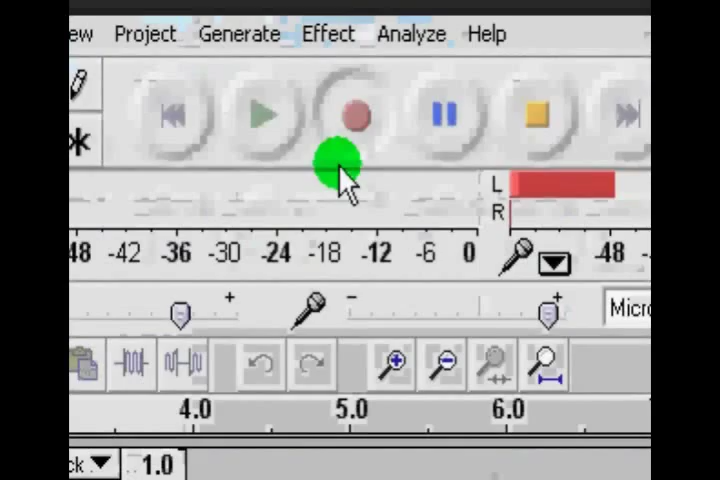 ew Project Generate Effect Analyze Help
L
R
48 -42 -36 -30 -24 -18 -12 -6 0 -48 -
- + - + Micro
4.0 5.0 6.0
ck 1.0